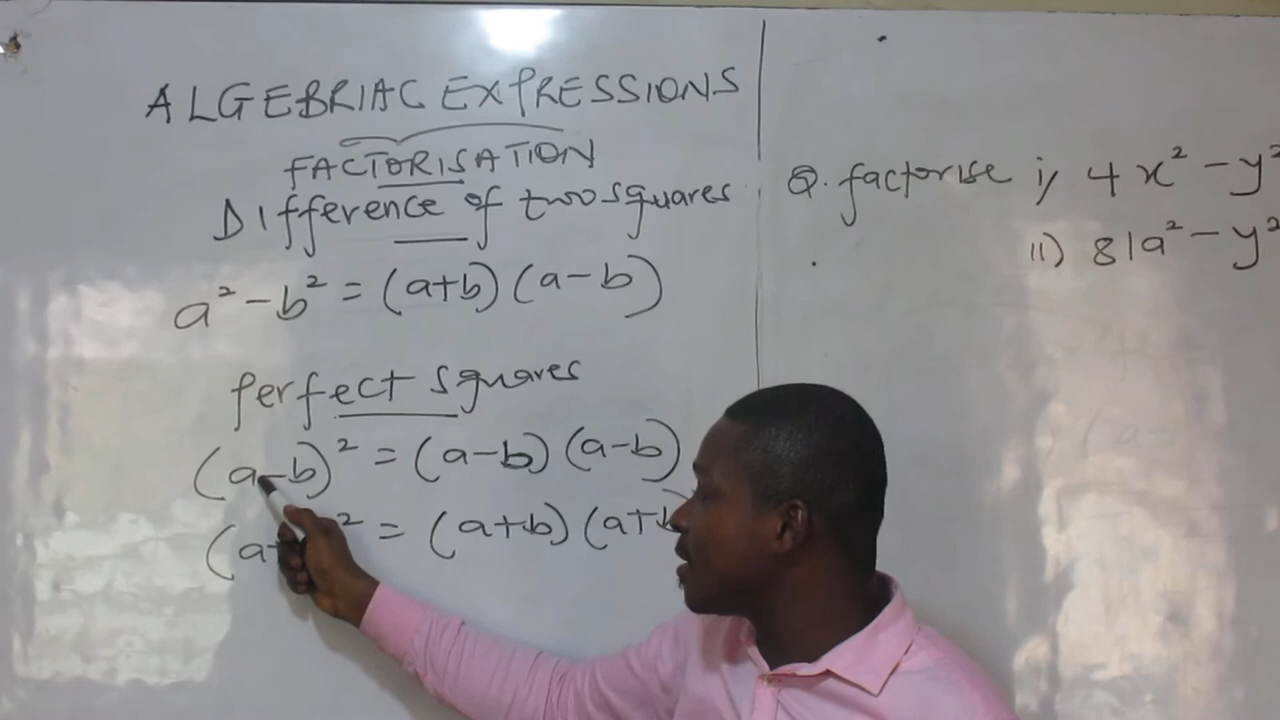 ALGEBRIAC EXPRESSIONS
FACTORISATION
Difference of two squares
a² - b² = (a+b) (a-b)
Perfect squares
(a-b)² = (a-b) (a-b)
(a+ ² = (a+b) (a+b
Q. factorise i, 4x² - y²
ii) 81a² - y²